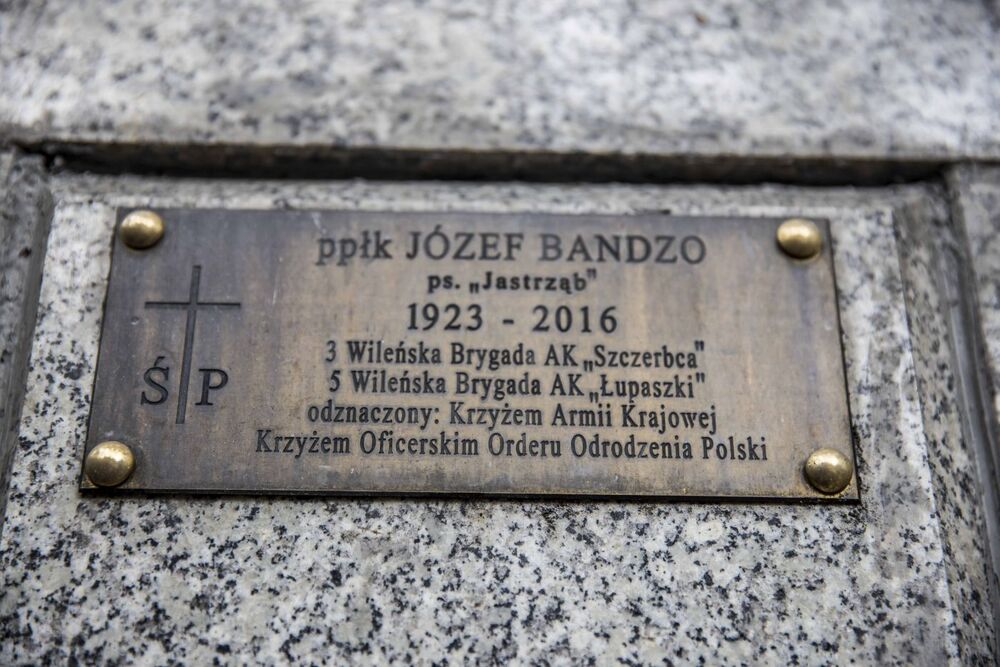 ppłk JÓZEF BANDZO
ps. „Jastrząb"
1923 - 2016
3 Wileńska Brygada AK „Szczerbca"
5 Wileńska Brygada AK „Łupaszki"
odznaczony: Krzyżem Armii Krajowej
Krzyżem Oficerskim Orderu Odrodzenia Polski
Ś P